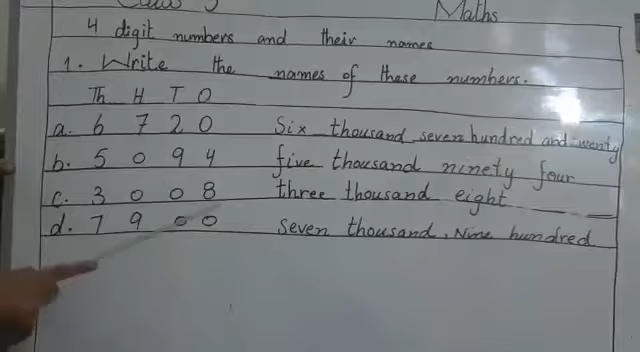 Class 3 Maths
4 digit numbers and their names
1. Write the names of these numbers.
Th H T O
a. 6 7 2 0 Six thousand seven hundred and twenty
b. 5 0 9 4 five thousand ninety four
c. 3 0 0 8 three thousand eight
d. 7 9 0 0 Seven thousand, Nine hundred